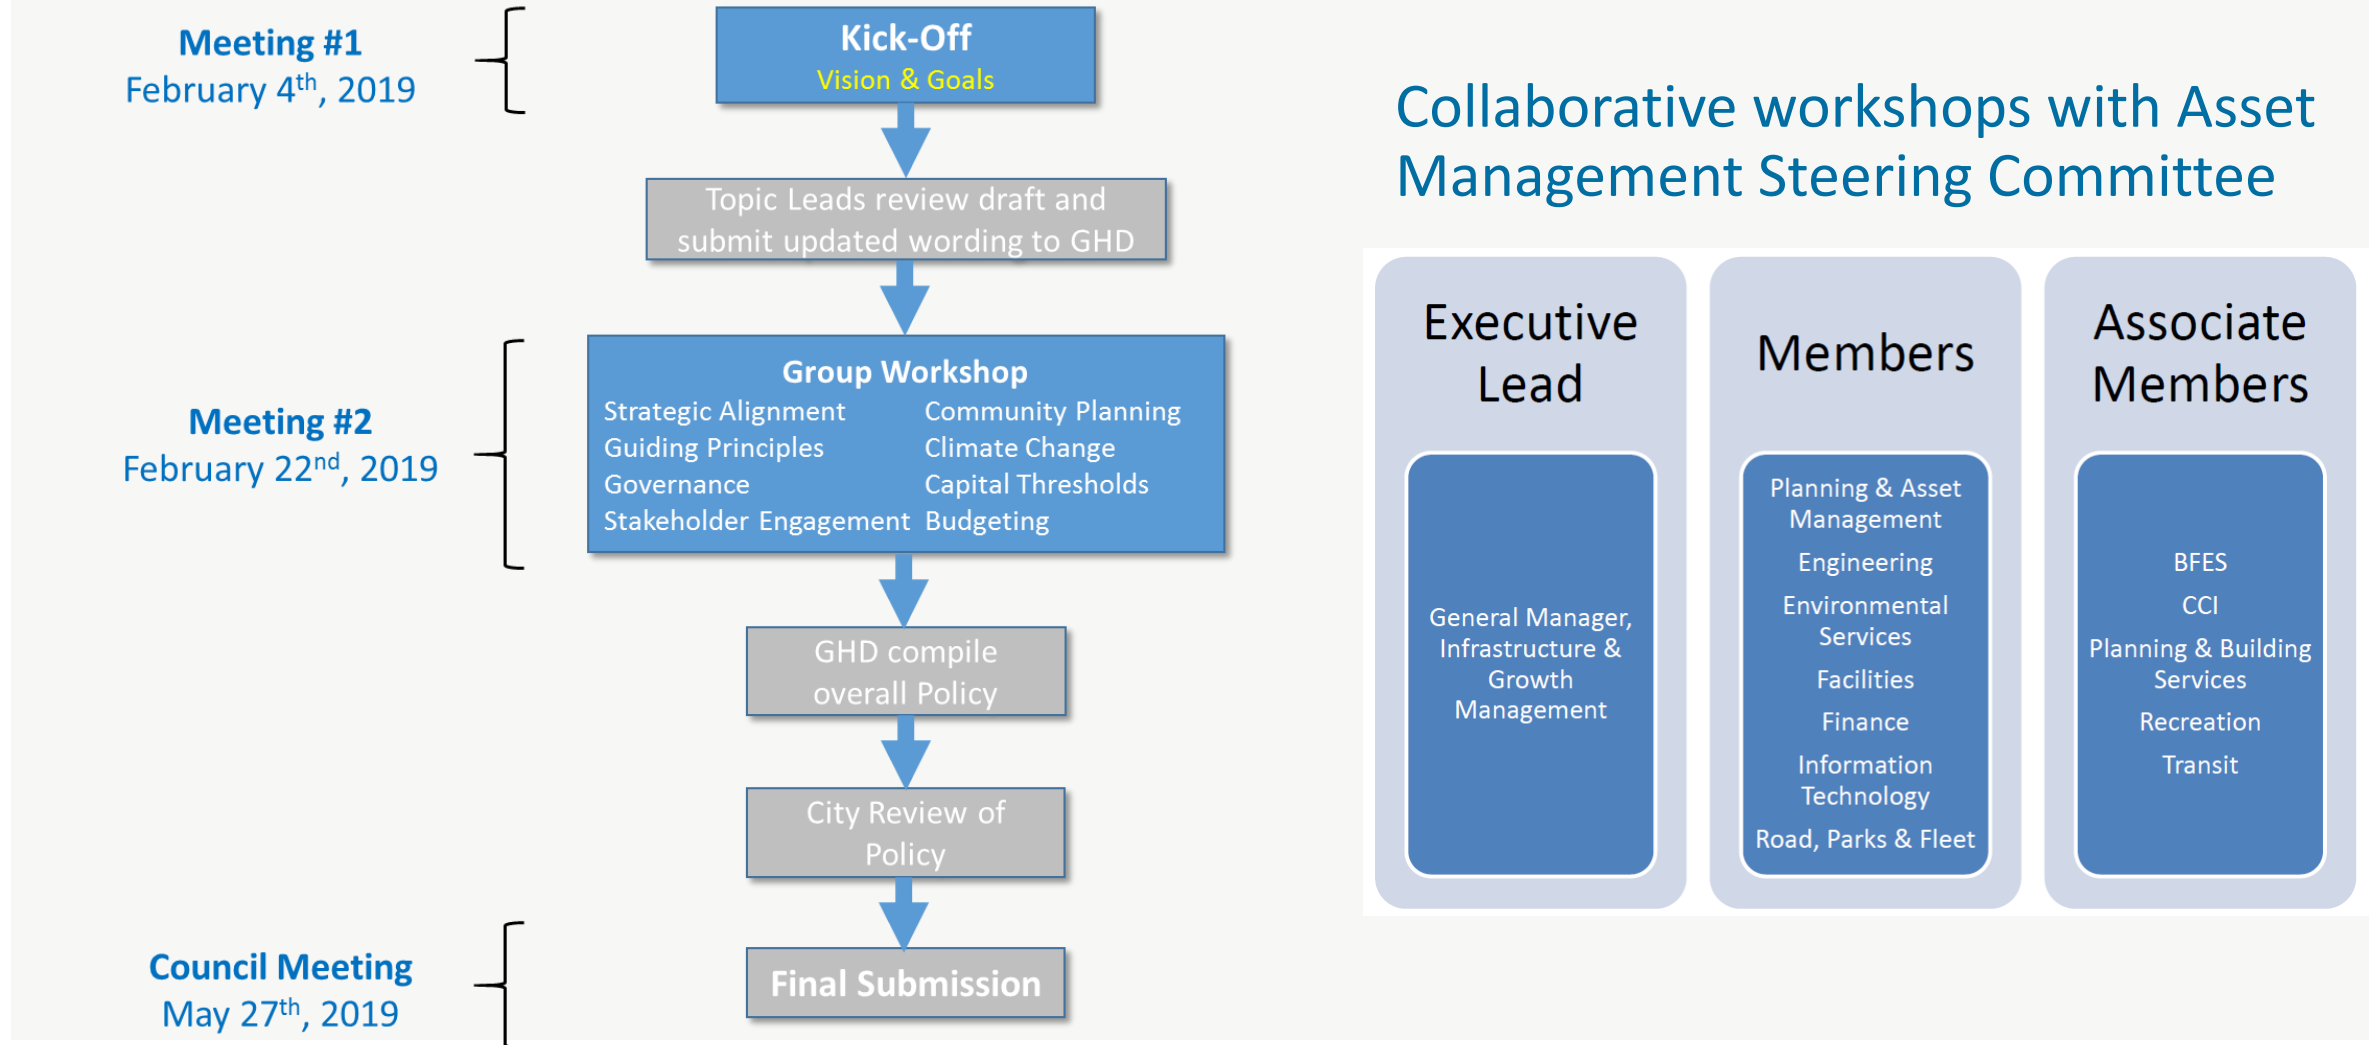 Meeting #1
February 4th, 2019
Kick-Off
Vision & Goals
Topic Leads review draft and
submit updated wording to GHD
Meeting #2
February 22nd, 2019
Group Workshop
Strategic Alignment
Guiding Principles
Governance
Stakeholder Engagement
Community Planning
Climate Change
Capital Thresholds
Budgeting
GHD compile
overall Policy
City Review of
Policy
Council Meeting
May 27th, 2019
Final Submission
Collaborative workshops with Asset
Management Steering Committee
Executive
Lead
General Manager,
Infrastructure &
Growth
Management
Members
Planning & Asset
Management
Engineering
Environmental
Services
Facilities
Finance
Information
Technology
Road, Parks & Fleet
Associate
Members
BFES
CCI
Planning & Building
Services
Recreation
Transit